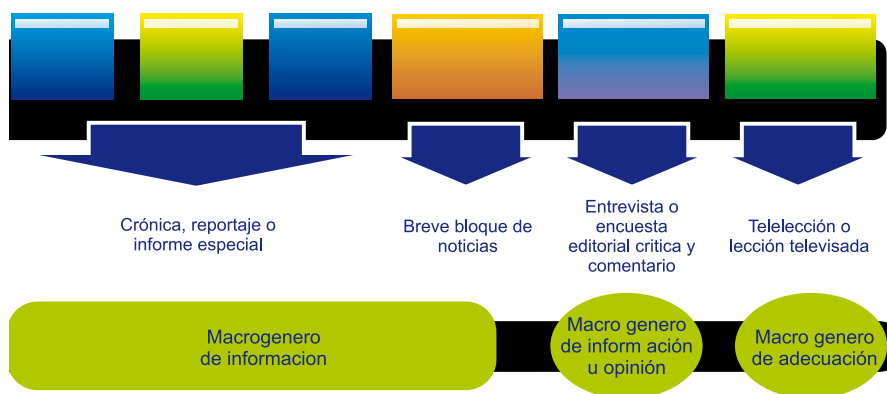 Crónica, reportaje o
informe especial
Breve bloque de
noticias
Entrevista o
encuesta
editorial critica y
comentario
Telelección o
lección televisada
Macrogenero
de informacion
Macro genero
de inform ación
u opinión
Macro genero
de adecuación